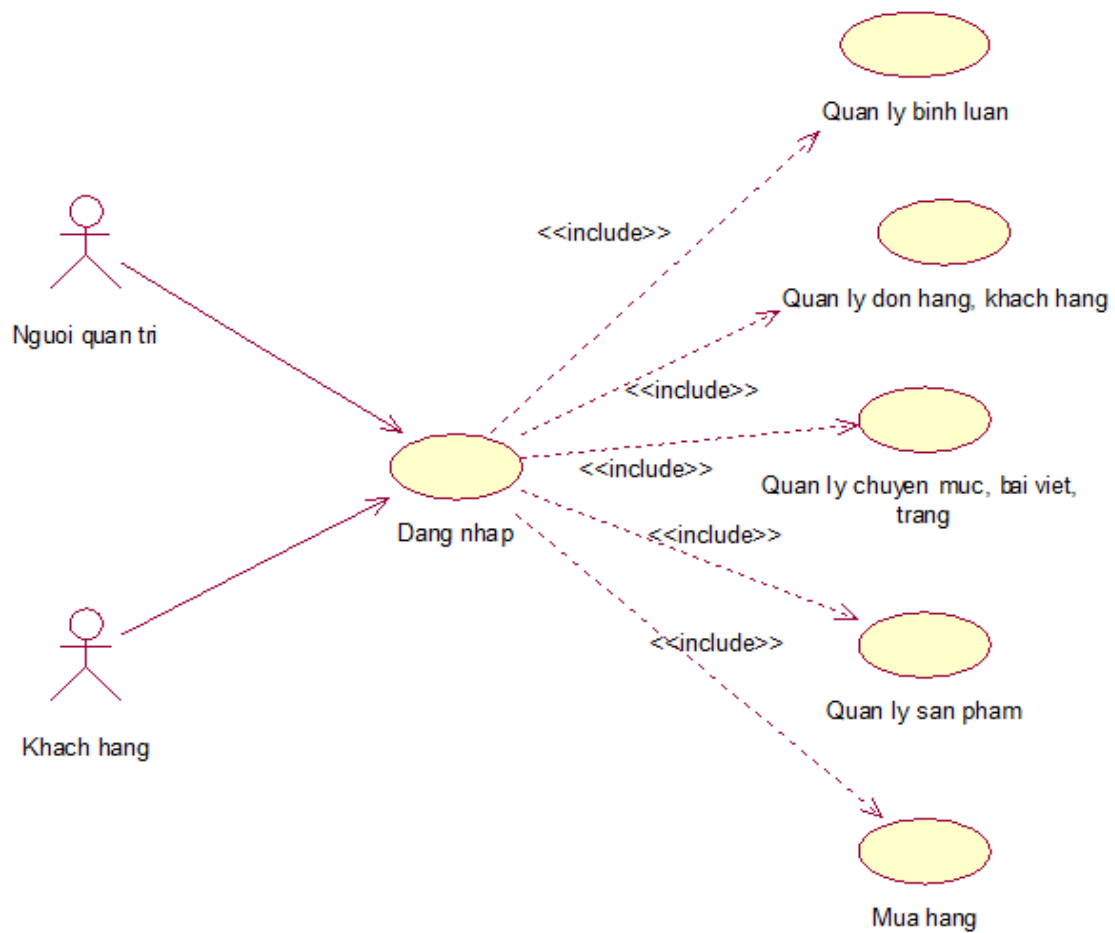 Quan ly binh luan
<<include>>
Nguoi quan tri
Quan ly don hang, khach hang
<<include>>
<<include>>
Quan ly chuyen muc, bai viet,
trang
Dang nhap
<<include>>
<<include>>
Quan ly san pham
Khach hang
Mua hang